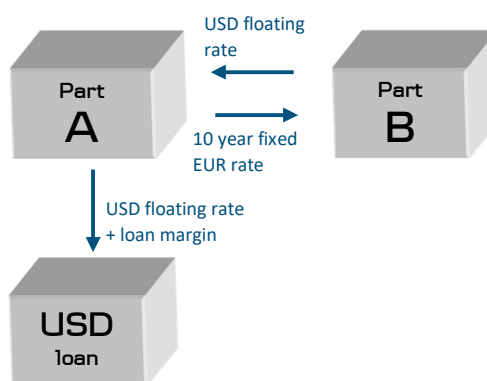 USD floating
rate
Part
A
Part
B
10 year fixed
EUR rate
USD floating rate
+ loan margin
USD
loan